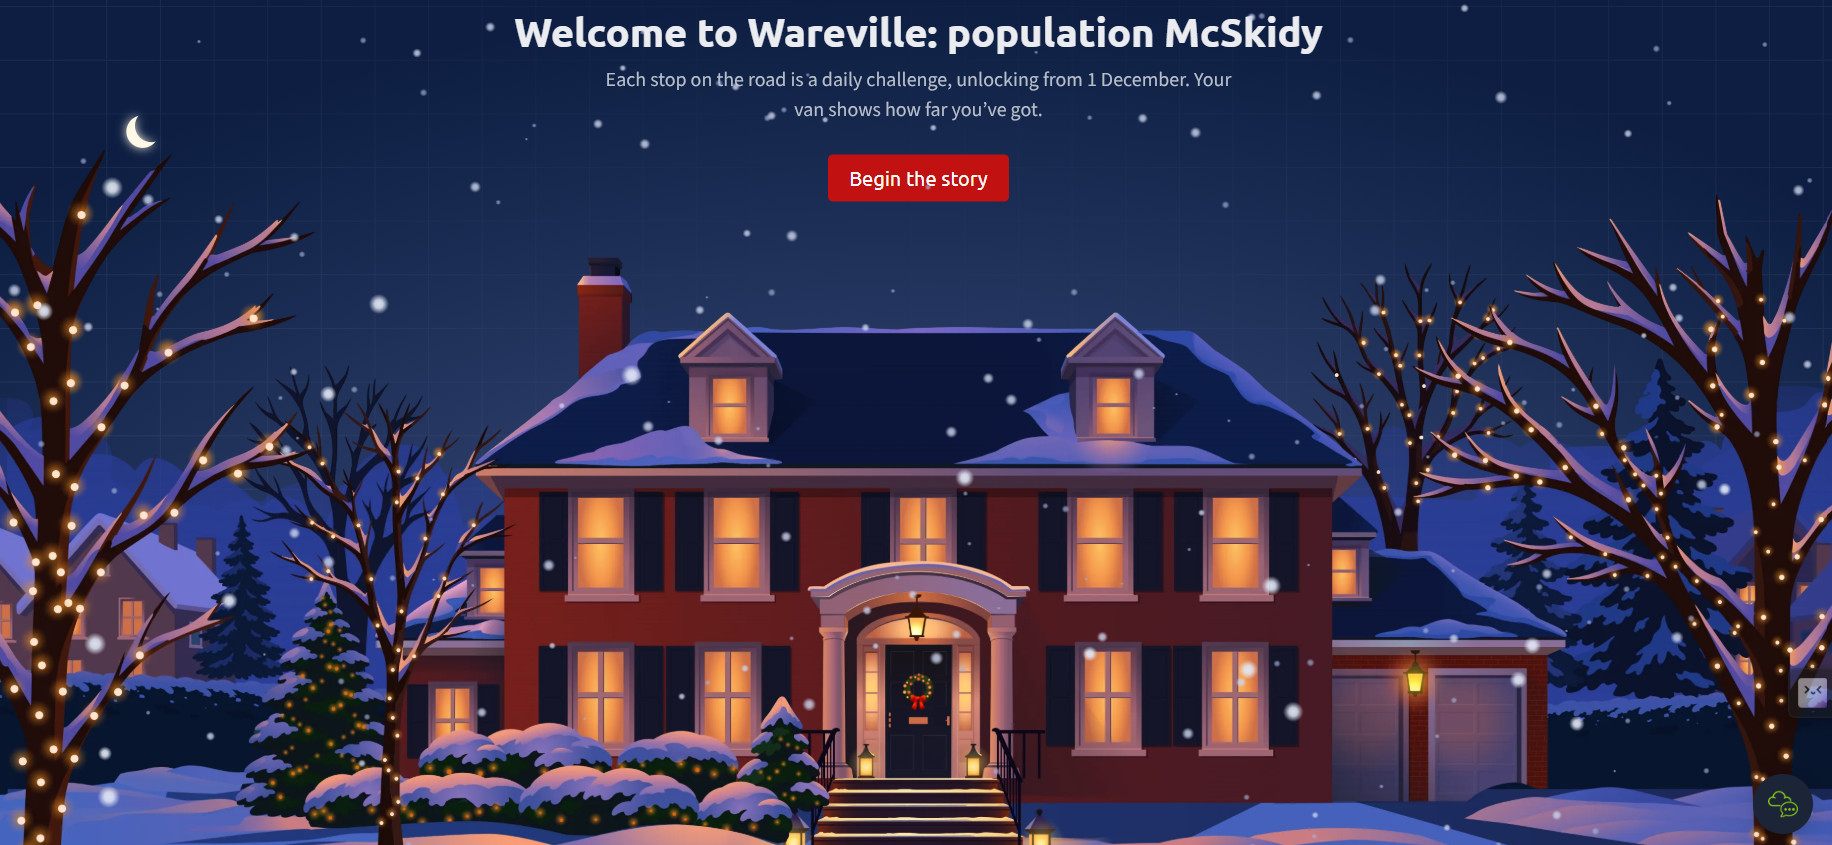 Welcome to Wareville: population McSkidy
Each stop on the road is a daily challenge, unlocking from 1 December. Your
van shows how far you’ve got.
Begin the story